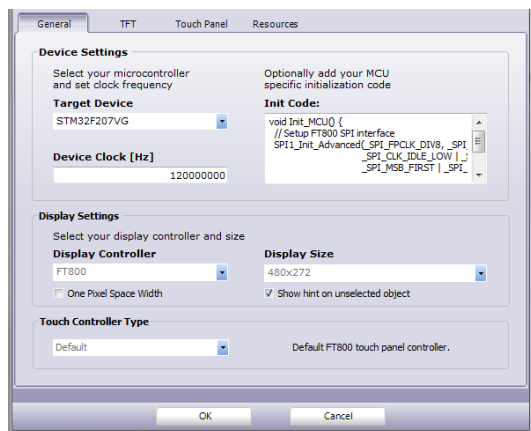 General TFT Touch Panel Resources
Device Settings
Select your microcontroller
and set clock frequency
Target Device
STM32F207VG
Device Clock [Hz]
120000000
Optionally add your MCU
specific initialization code
Init Code:
void Init_MCU() {
// Setup FT800 SPI interface
SPI1_Init_Advanced(_SPI_FPCLK_DIV8, _SPI_
_SPI_CLK_IDLE_LOW |
_SPI_MSB_FIRST | _SPI_
Display Settings
Select your display controller and size
Display Controller
FT800
One Pixel Space Width
Display Size
480x272
Show hint on unselected object
Touch Controller Type
Default
Default FT800 touch panel controller.
OK Cancel